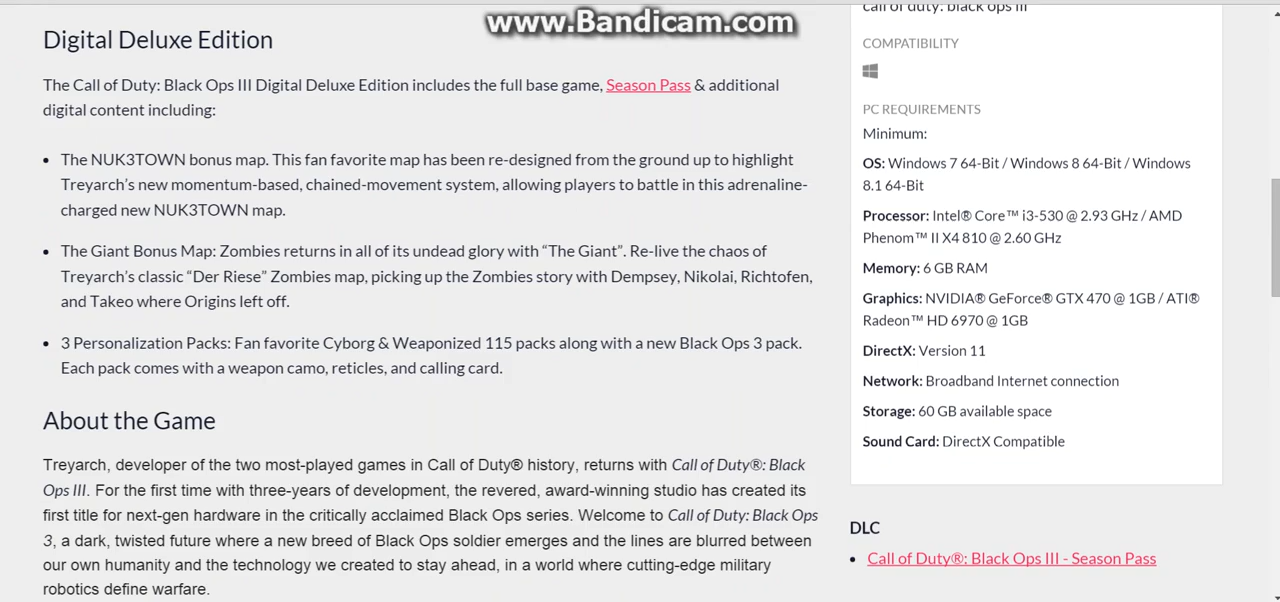 www.Bandicam.com
Digital Deluxe Edition
The Call of Duty: Black Ops III Digital Deluxe Edition includes the full base game, Season Pass & additional
digital content including:
• The NUK3TOWN bonus map. This fan favorite map has been re-designed from the ground up to highlight
Treyarch’s new momentum-based, chained-movement system, allowing players to battle in this adrenaline-
charged new NUK3TOWN map.
• The Giant Bonus Map: Zombies returns in all of its undead glory with “The Giant”. Re-live the chaos of
Treyarch’s classic “Der Riese” Zombies map, picking up the Zombies story with Dempsey, Nikolai, Richtofen,
and Takeo where Origins left off.
• 3 Personalization Packs: Fan favorite Cyborg & Weaponized 115 packs along with a new Black Ops 3 pack.
Each pack comes with a weapon camo, reticles, and calling card.
About the Game
Treyarch, developer of the two most-played games in Call of Duty® history, returns with Call of Duty®: Black
Ops III. For the first time with three-years of development, the revered, award-winning studio has created its
first title for next-gen hardware in the critically acclaimed Black Ops series. Welcome to Call of Duty: Black Ops
3, a dark, twisted future where a new breed of Black Ops soldier emerges and the lines are blurred between
our own humanity and the technology we created to stay ahead, in a world where cutting-edge military
robotics define warfare.
call of duty: black ops iii
COMPATIBILITY
PC REQUIREMENTS
Minimum:
OS: Windows 7 64-Bit / Windows 8 64-Bit / Windows
8.1 64-Bit
Processor: Intel® Core™ i3-530 @ 2.93 GHz / AMD
Phenom™ II X4 810 @ 2.60 GHz
Memory: 6 GB RAM
Graphics: NVIDIA® GeForce® GTX 470 @ 1GB / ATI®
Radeon™ HD 6970 @ 1GB
DirectX: Version 11
Network: Broadband Internet connection
Storage: 60 GB available space
Sound Card: DirectX Compatible
DLC
• Call of Duty®: Black Ops III - Season Pass